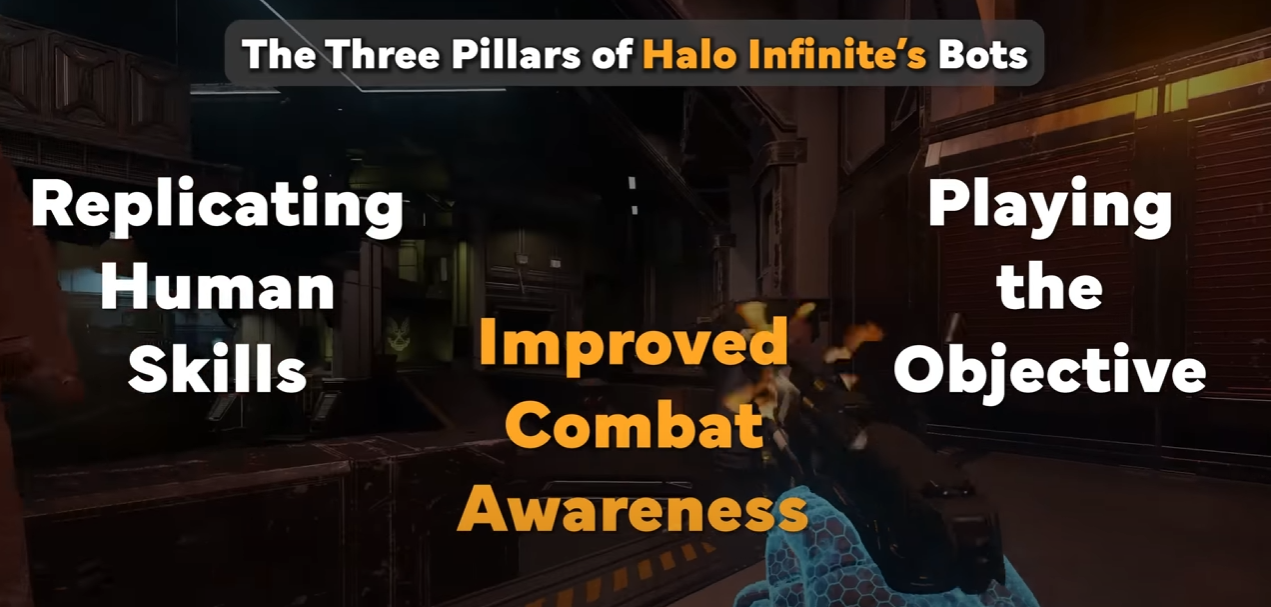 The Three Pillars of Halo Infinite's Bots
Replicating
Human
Skills
Improved
Combat
Awareness
Playing
the
Objective